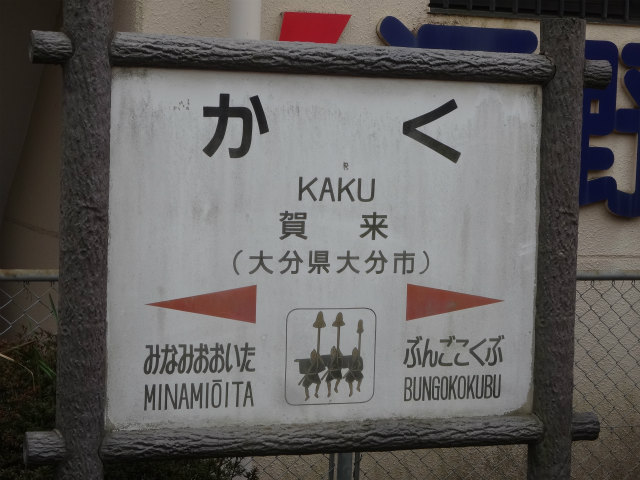 かく
KAKU
賀来
(大分県大分市)
みなみおおいた ぶんごこくぶ
MINAMIŌITA BUNGOKOKUBU